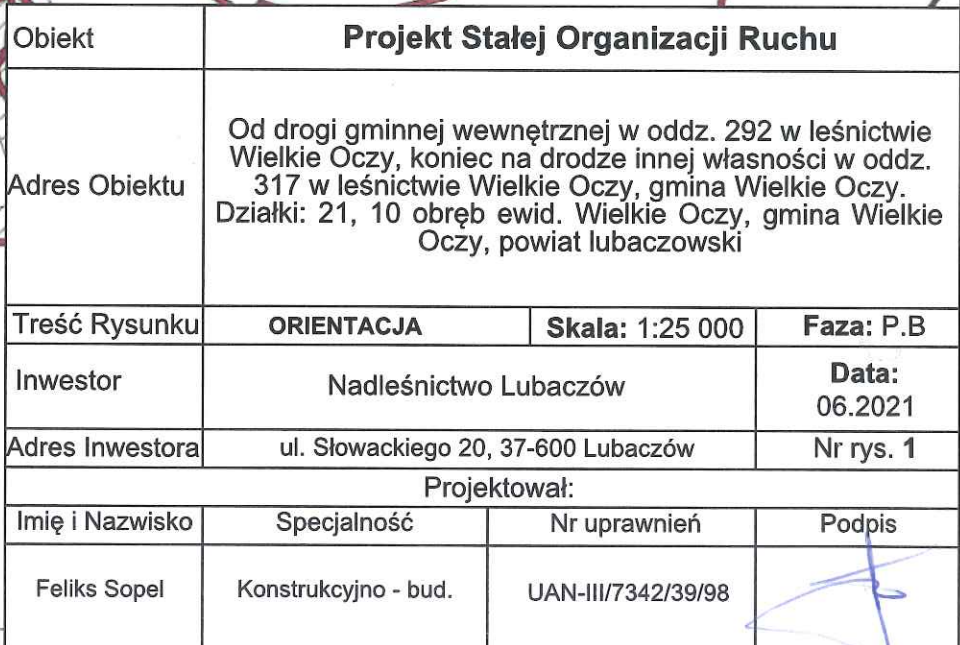 Obiekt Projekt Stałej Organizacji Ruchu
Adres Obiektu
Od drogi gminnej wewnętrznej w oddz. 292 w leśnictwie
Wielkie Oczy, koniec na drodze innej własności w oddz.
317 w leśnictwie Wielkie Oczy, gmina Wielkie Oczy.
Działki: 21, 10 obręb ewid. Wielkie Oczy, gmina Wielkie
Oczy, powiat lubaczowski
Treść Rysunku ORIENTACJA Skala: 1:25 000 Faza: P.B
Inwestor Nadleśnictwo Lubaczów Data:
06.2021
Adres Inwestora ul. Słowackiego 20, 37-600 Lubaczów Nr rys. 1
Projektował:
Imię i Nazwisko Specjalność Nr uprawnień Podpis
Feliks Sopel Konstrukcyjno - bud. UAN-III/7342/39/98